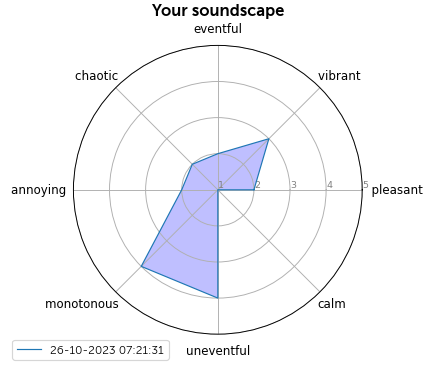 Your soundscape
eventful
chaotic
vibrant
annoying
1 2 3 4 5
pleasant
monotonous
calm
uneventful
26-10-2023 07:21:31